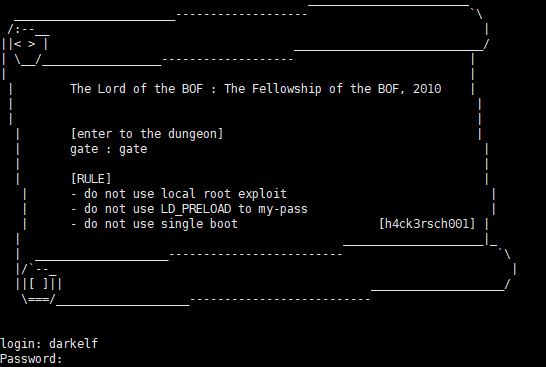 The Lord of the BOF : The Fellowship of the BOF, 2010
[enter to the dungeon]
gate : gate
[RULE]
- do not use local root exploit
- do not use LD_PRELOAD to my-pass
- do not use single boot [h4ck3rsch001]
login: darkelf
Password: